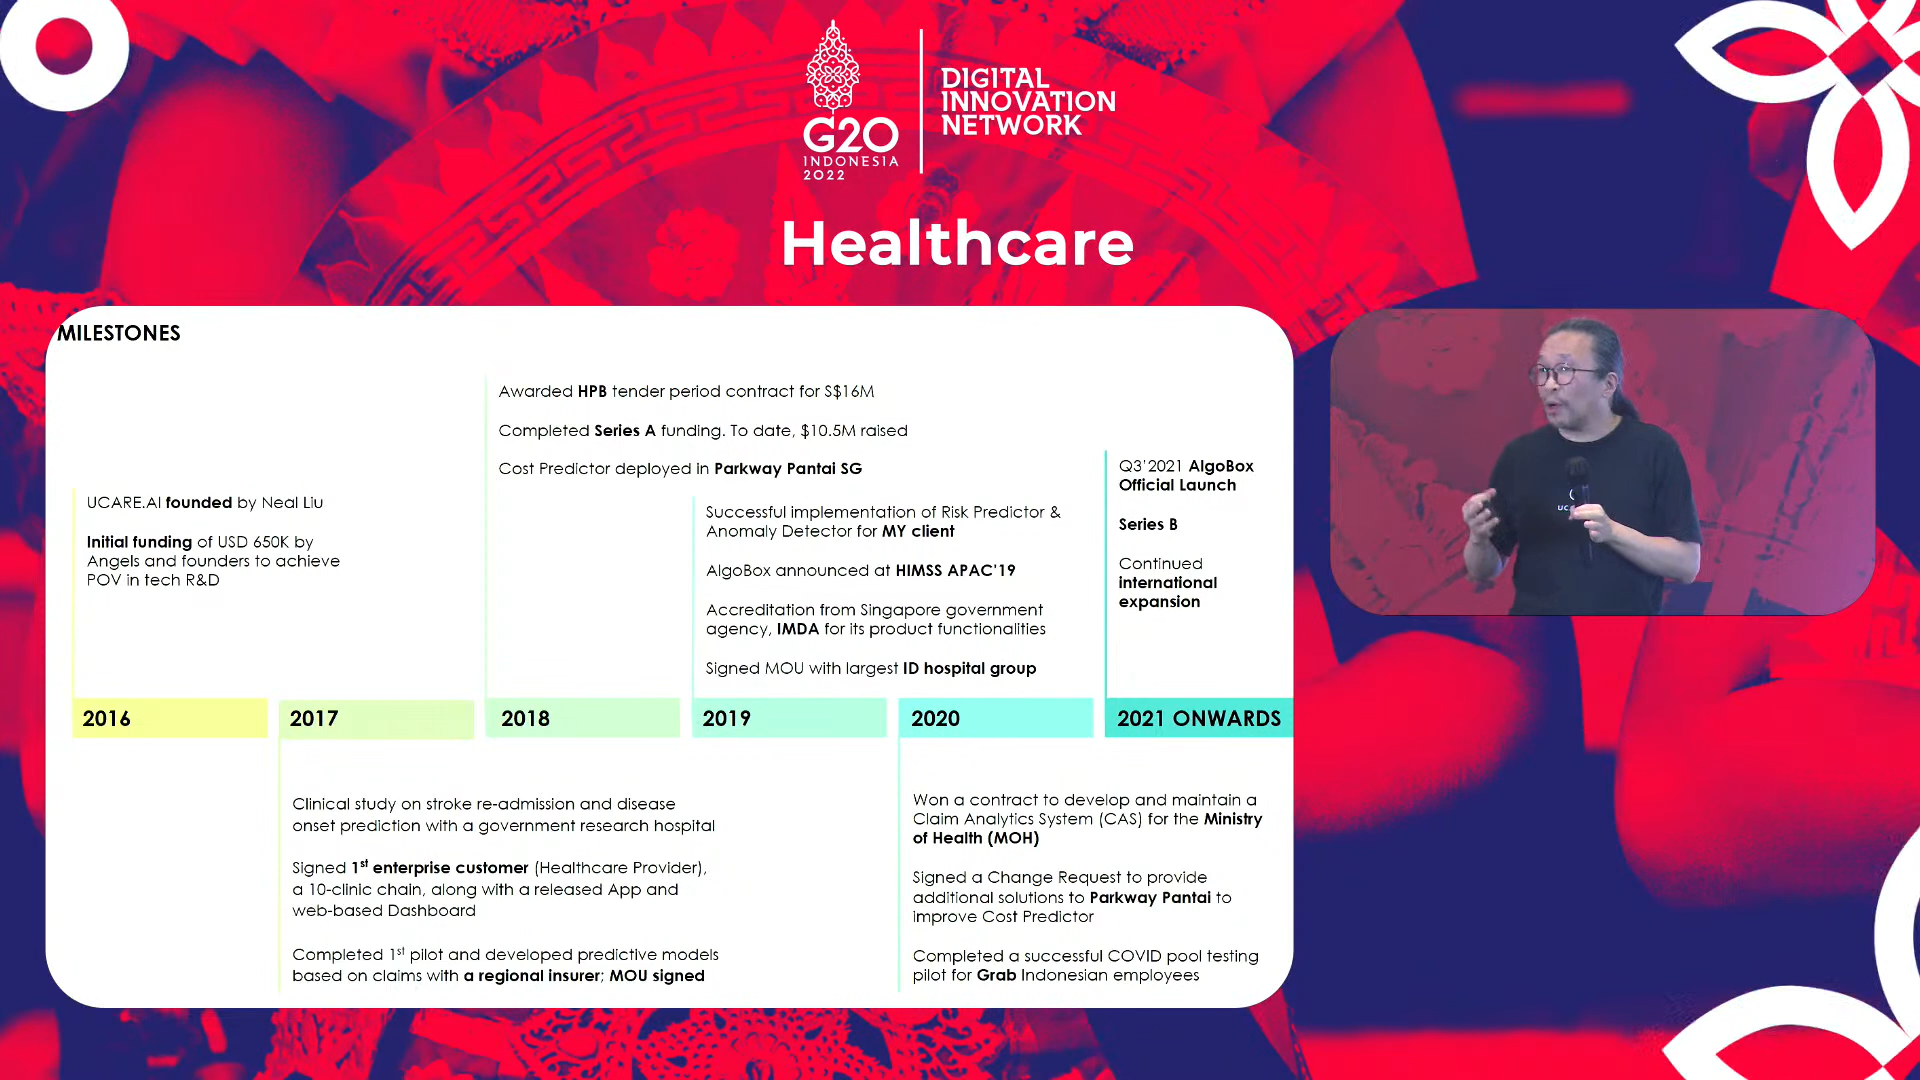 G20
INDONESIA
2022
DIGITAL
INNOVATION
NETWORK
Healthcare
MILESTONES
UCARE.AI founded by Neal Liu
Initial funding of USD 650K by
Angels and founders to achieve
POV in tech R&D
2016
Clinical study on stroke re-admission and disease
onset prediction with a government research hospital
Signed 1st enterprise customer (Healthcare Provider),
a 10-clinic chain, along with a released App and
web-based Dashboard
Completed 1st pilot and developed predictive models
based on claims with a regional insurer; MOU signed
2017
Awarded HPB tender period contract for S$16M
Completed Series A funding. To date, $10.5M raised
Cost Predictor deployed in Parkway Pantai SG
2018
Successful implementation of Risk Predictor &
Anomaly Detector for MY client
AlgoBox announced at HIMSS APAC'19
Accreditation from Singapore government
agency, IMDA for its product functionalities
Signed MOU with largest ID hospital group
2019
2020
Won a contract to develop and maintain a
Claim Analytics System (CAS) for the Ministry
of Health (MOH)
Signed a Change Request to provide
additional solutions to Parkway Pantai to
improve Cost Predictor
Completed a successful COVID pool testing
pilot for Grab Indonesian employees
Q3'2021 AlgoBox
Official Launch
Series B
Continued
international
expansion
2021 ONWARDS